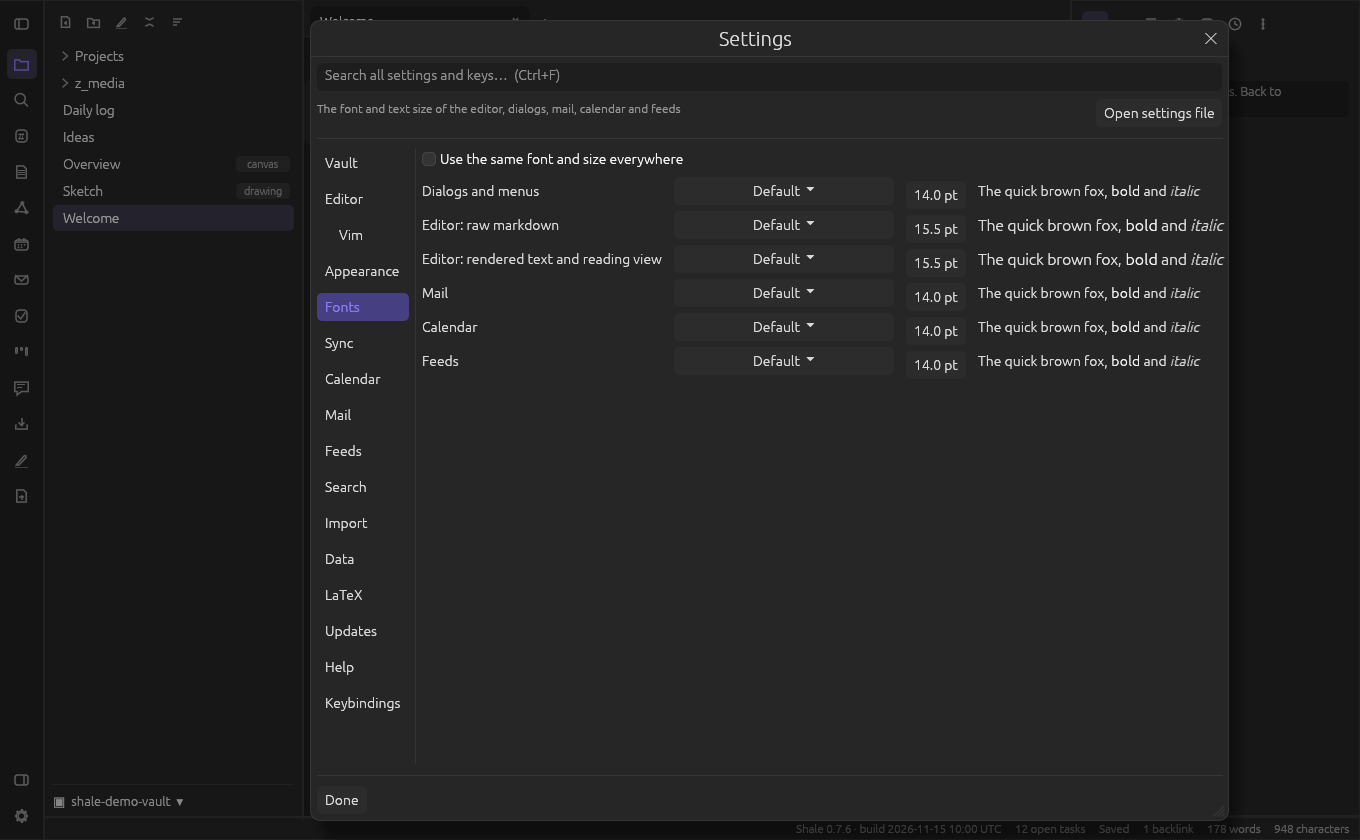 Settings
Search all settings and keys... (Ctrl+F)
The font and text size of the editor, dialogs, mail, calendar and feeds
Open settings file
Projects
z_media
Daily log
Ideas
Overview canvas
Sketch drawing
Welcome
shale-demo-vault
Vault
Editor
Vim
Appearance
Fonts
Sync
Calendar
Mail
Feeds
Search
Import
Data
LaTeX
Updates
Help
Keybindings
Use the same font and size everywhere
Dialogs and menus Default 14.0 pt The quick brown fox, bold and italic
Editor: raw markdown Default 15.5 pt The quick brown fox, bold and italic
Editor: rendered text and reading view Default 15.5 pt The quick brown fox, bold and italic
Mail Default 14.0 pt The quick brown fox, bold and italic
Calendar Default 14.0 pt The quick brown fox, bold and italic
Feeds Default 14.0 pt The quick brown fox, bold and italic
Done
s. Back to
Shale 0.7.6 · build 2026-11-15 10:00 UTC 12 open tasks Saved 1 backlink 178 words 948 characters